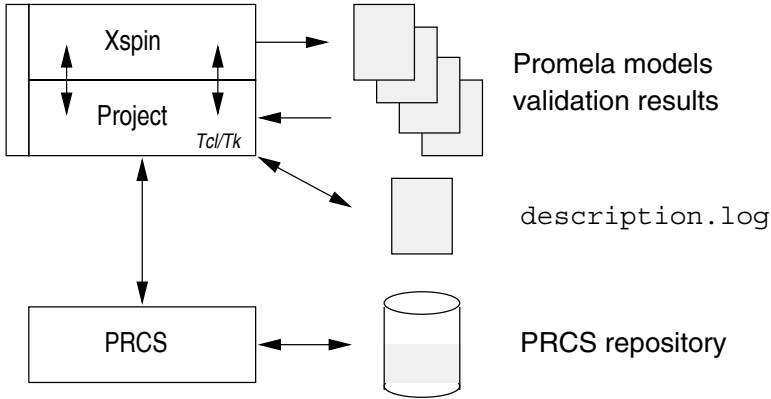 Xspin
Promela models
validation results
Project
Tcl/Tk
description.log
PRCS
PRCS repository